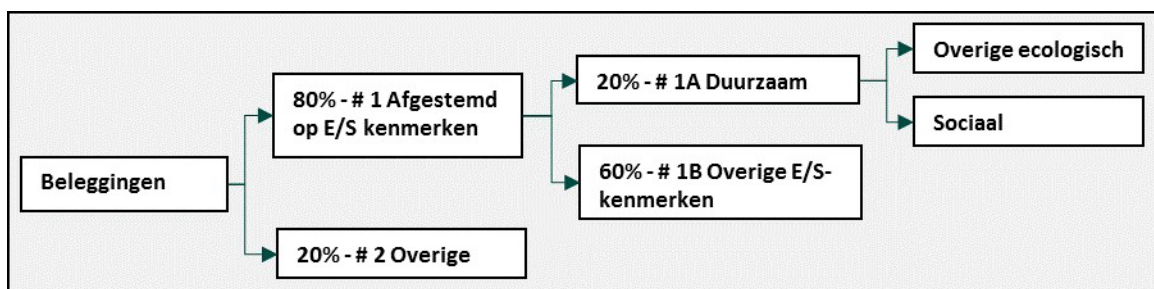 Beleggingen
80% - # 1 Afgestemd
op E/S kenmerken
20% - # 2 Overige
20% - # 1A Duurzaam
60% - # 1B Overige E/S-
kenmerken
Overige ecologisch
Sociaal